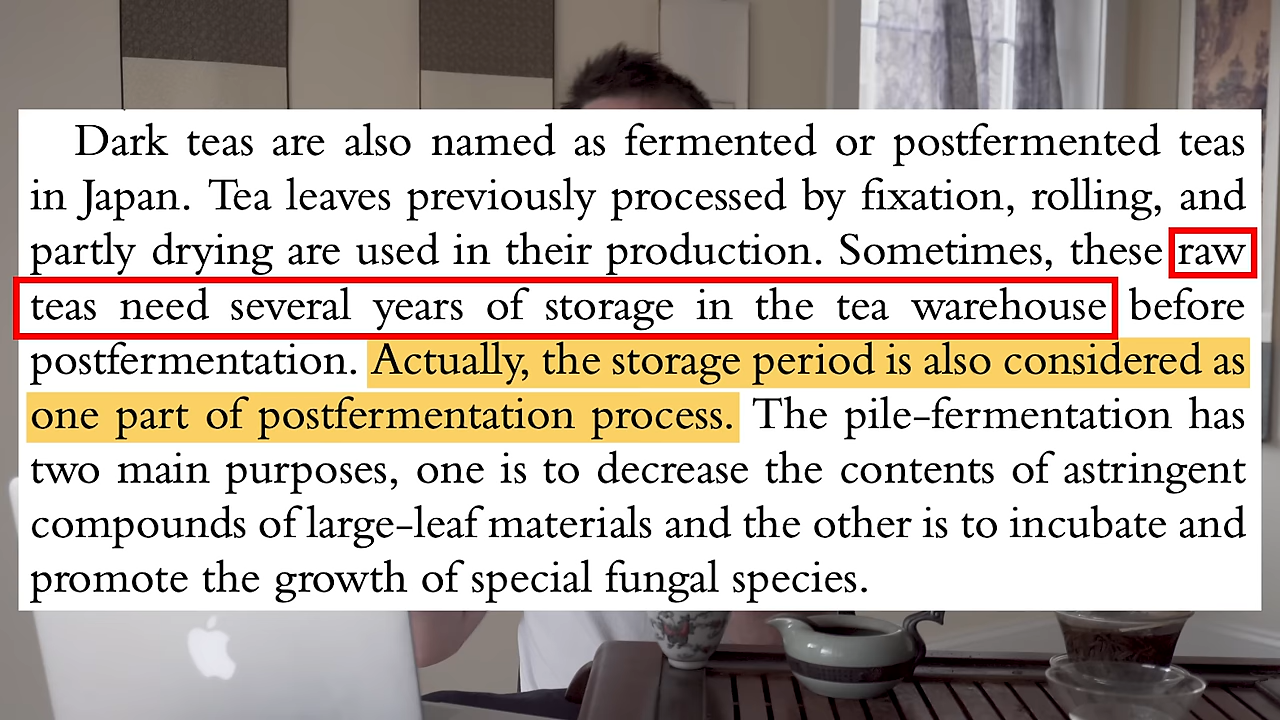 Dark teas are also named as fermented or postfermented teas
in Japan. Tea leaves previously processed by fixation, rolling, and
partly drying are used in their production. Sometimes, these raw
teas need several years of storage in the tea warehouse before
postfermentation. Actually, the storage period is also considered as
one part of postfermentation process. The pile-fermentation has
two main purposes, one is to decrease the contents of astringent
compounds of large-leaf materials and the other is to incubate and
promote the growth of special fungal species.